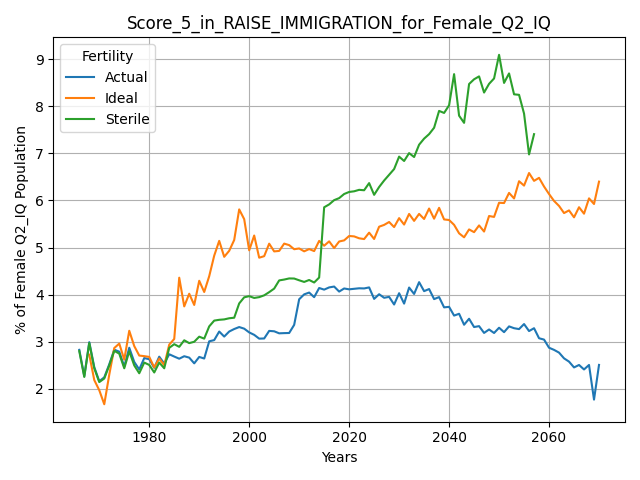 Score_5_in_RAISE_IMMIGRATION_for_Female_Q2_IQ
Fertility
Actual
Ideal
Sterile
% of Female Q2_IQ Population
9
8
7
6
5
4
3
2
1980
2000
2020
2040
2060
Years